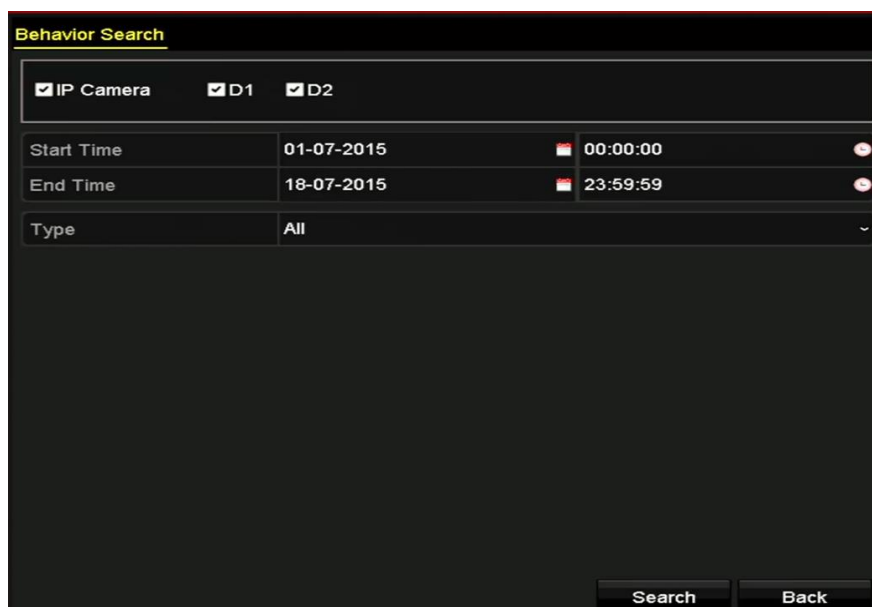 Behavior Search
IP Camera D1 D2
Start Time 01-07-2015 00:00:00
End Time 18-07-2015 23:59:59
Type All
Search Back